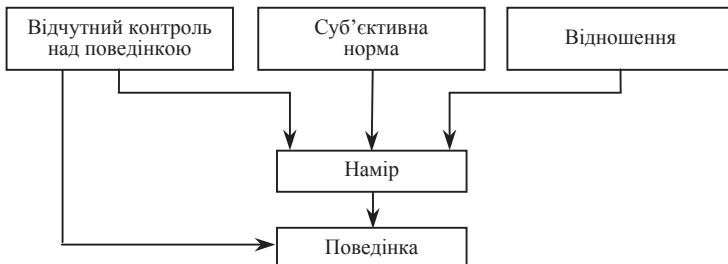 Відчутний контроль
над поведінкою
Суб’єктивна
норма
Відношення
Намір
Поведінка